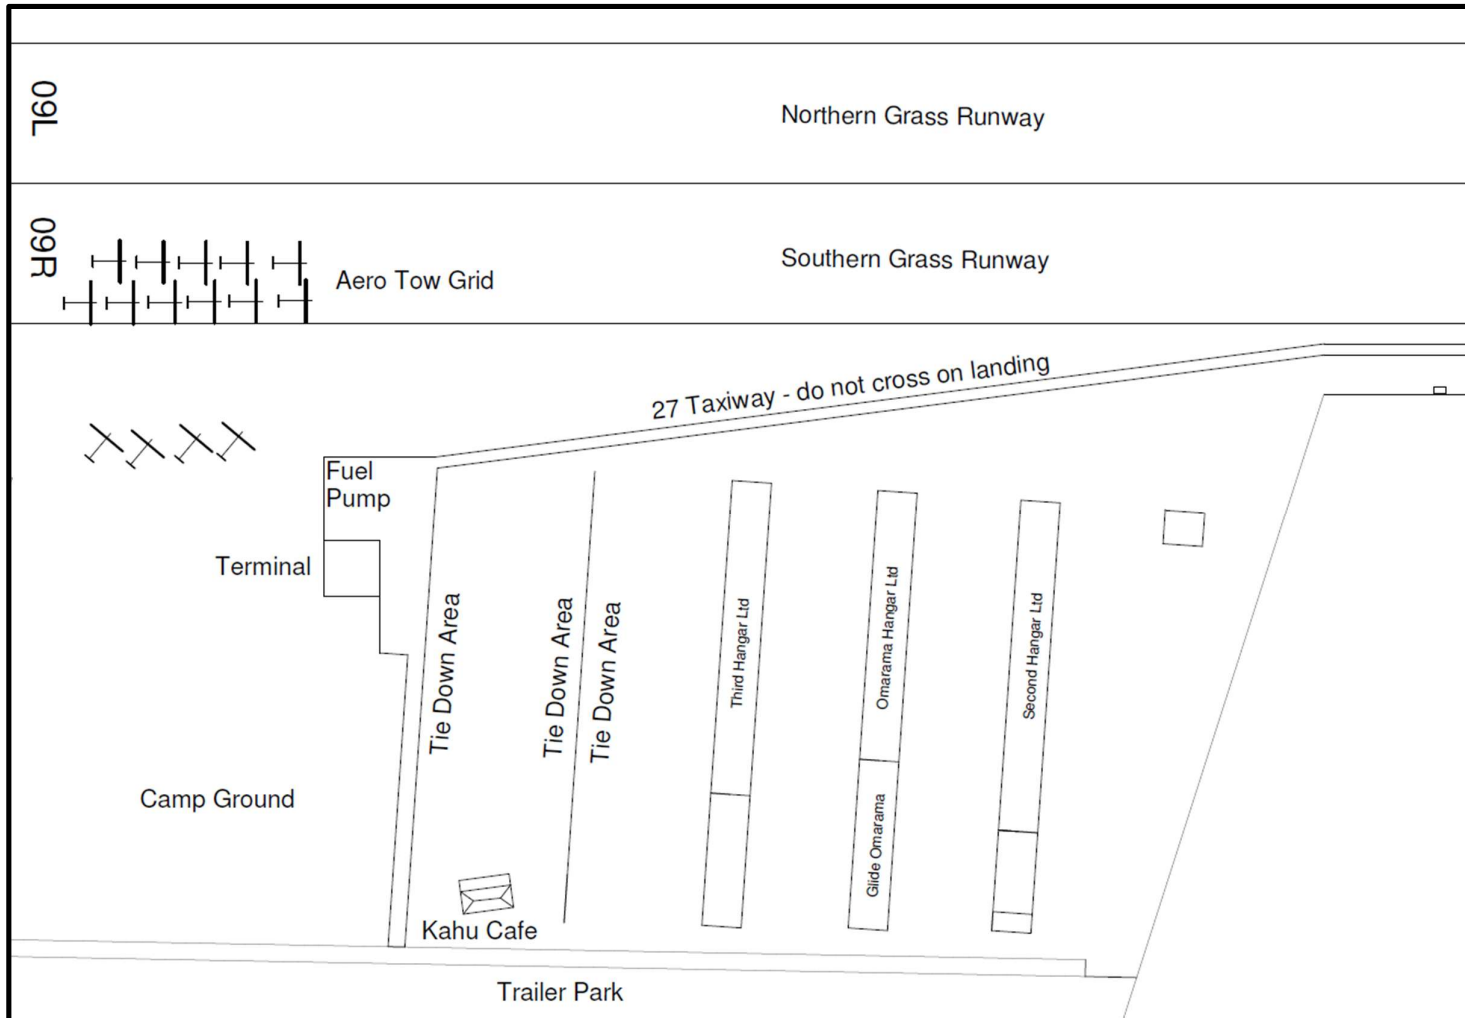 09L
Northern Grass Runway
09R
Aero Tow Grid
Southern Grass Runway
27 Taxiway - do not cross on landing
Fuel
Pump
Terminal
Tie Down Area
Tie Down Area
Tie Down Area
Third Hangar Ltd
Omarama Hangar Ltd
Second Hangar Ltd
Camp Ground
Glide Omarama
Kahu Cafe
Trailer Park